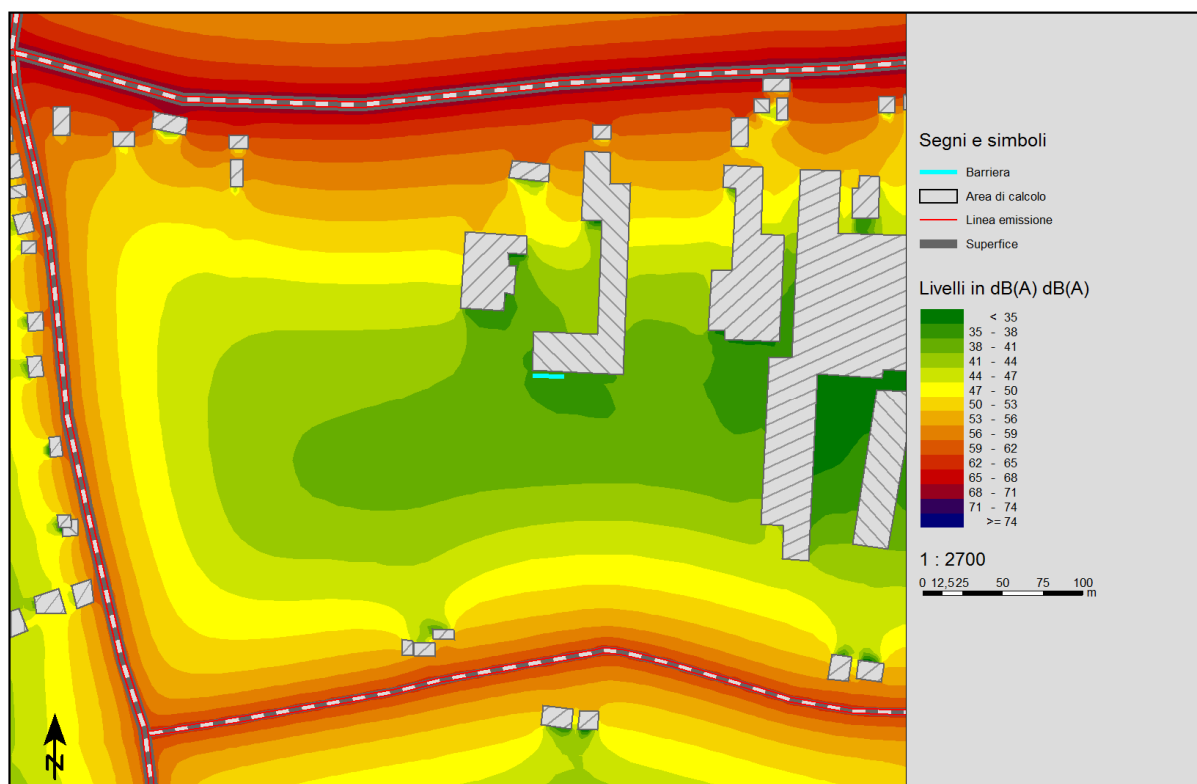 Segni e simboli
Barriera
Area di calcolo
Linea emissione
Superfice
Livelli in dB(A) dB(A)
< 35
35 - 38
38 - 41
41 - 44
44 - 47
47 - 50
50 - 53
53 - 56
56 - 59
59 - 62
62 - 65
65 - 68
68 - 71
71 - 74
>= 74
1 : 2700
0 12,525 50 75 100
m
N